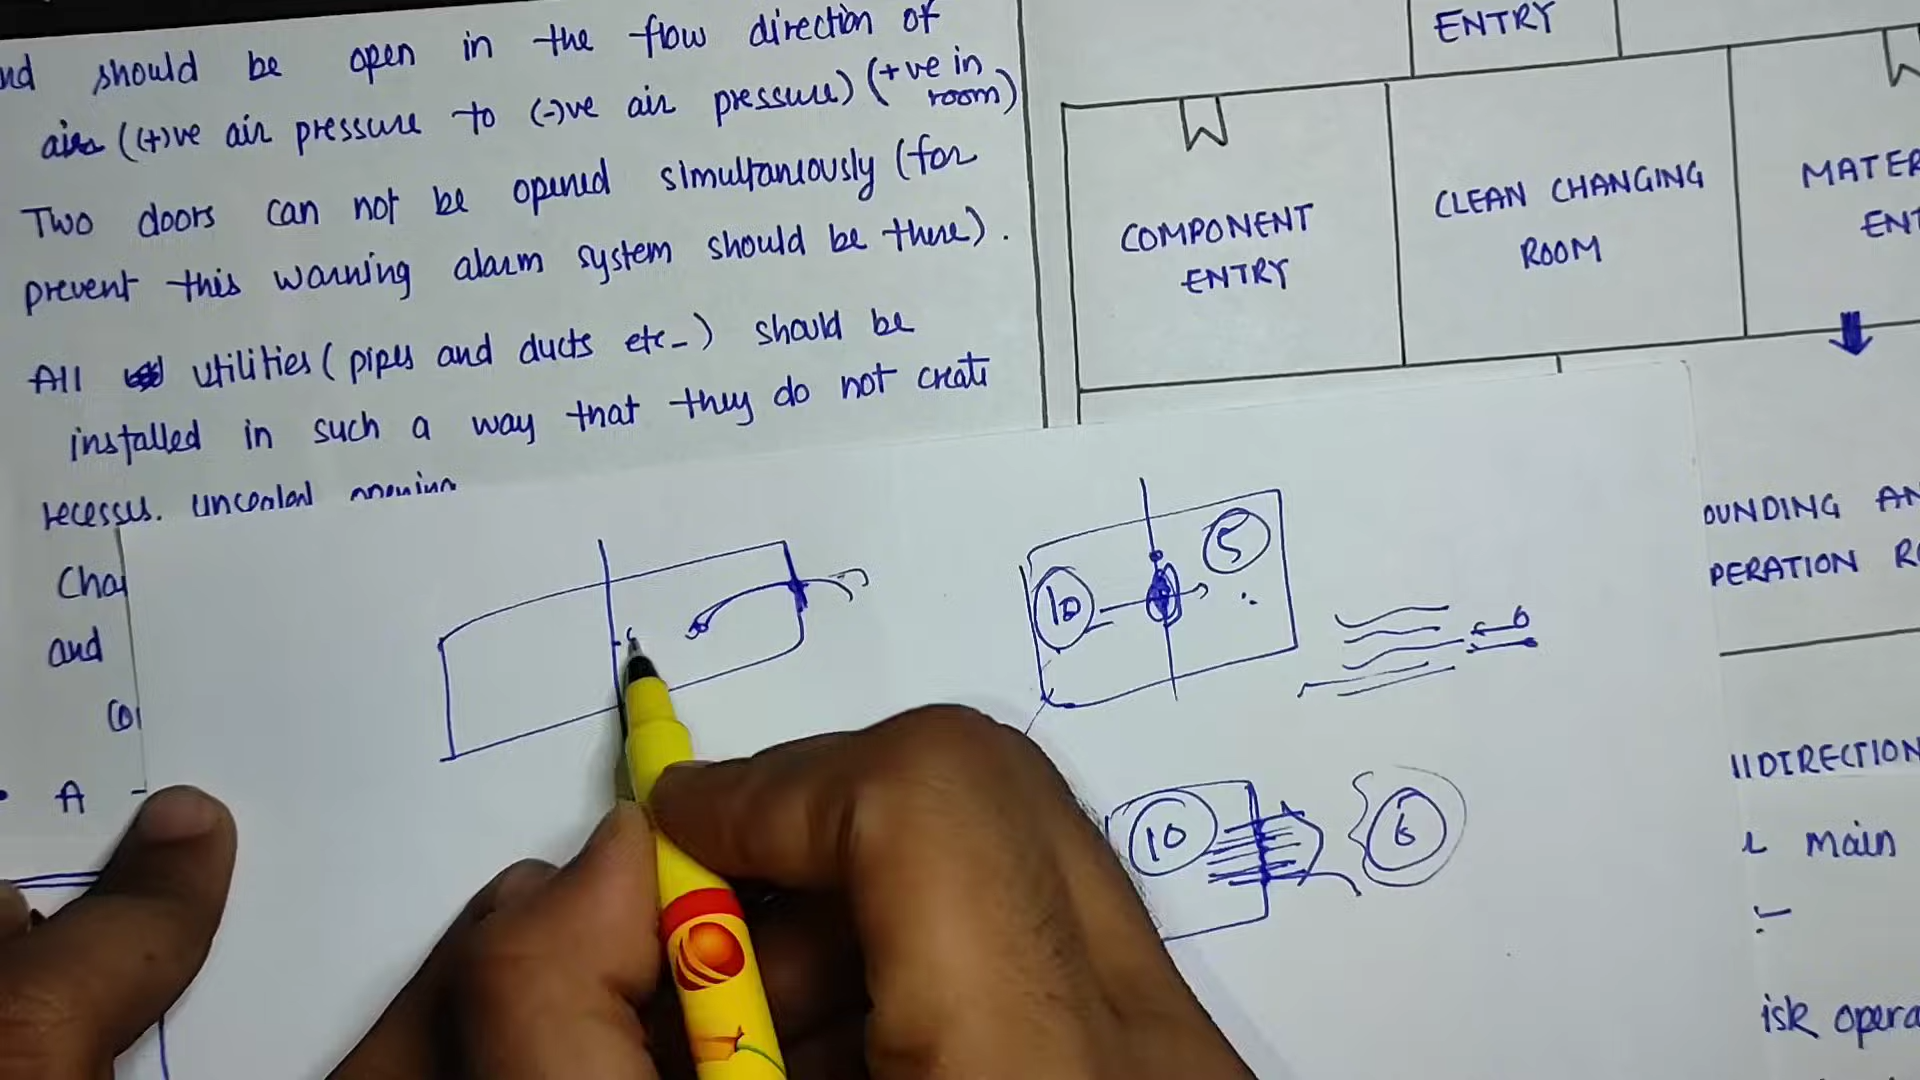 should be open in the flow direction of
air (+)ve air pressure to (-)ve air pressure) (+ve in
room)
Two doors can not be opened simultaneously (for
prevent this warning alarm system should be there).
All utilities (pipes and ducts etc-) should be
installed in such a way that they do not create
recesses.
and
A -
ENTRY
COMPONENT
ENTRY
CLEAN CHANGING
ROOM
MATER
ENT
OUNDING AN
PERATION R
DIRECTION
main
isk opera
10
5
6
10
6